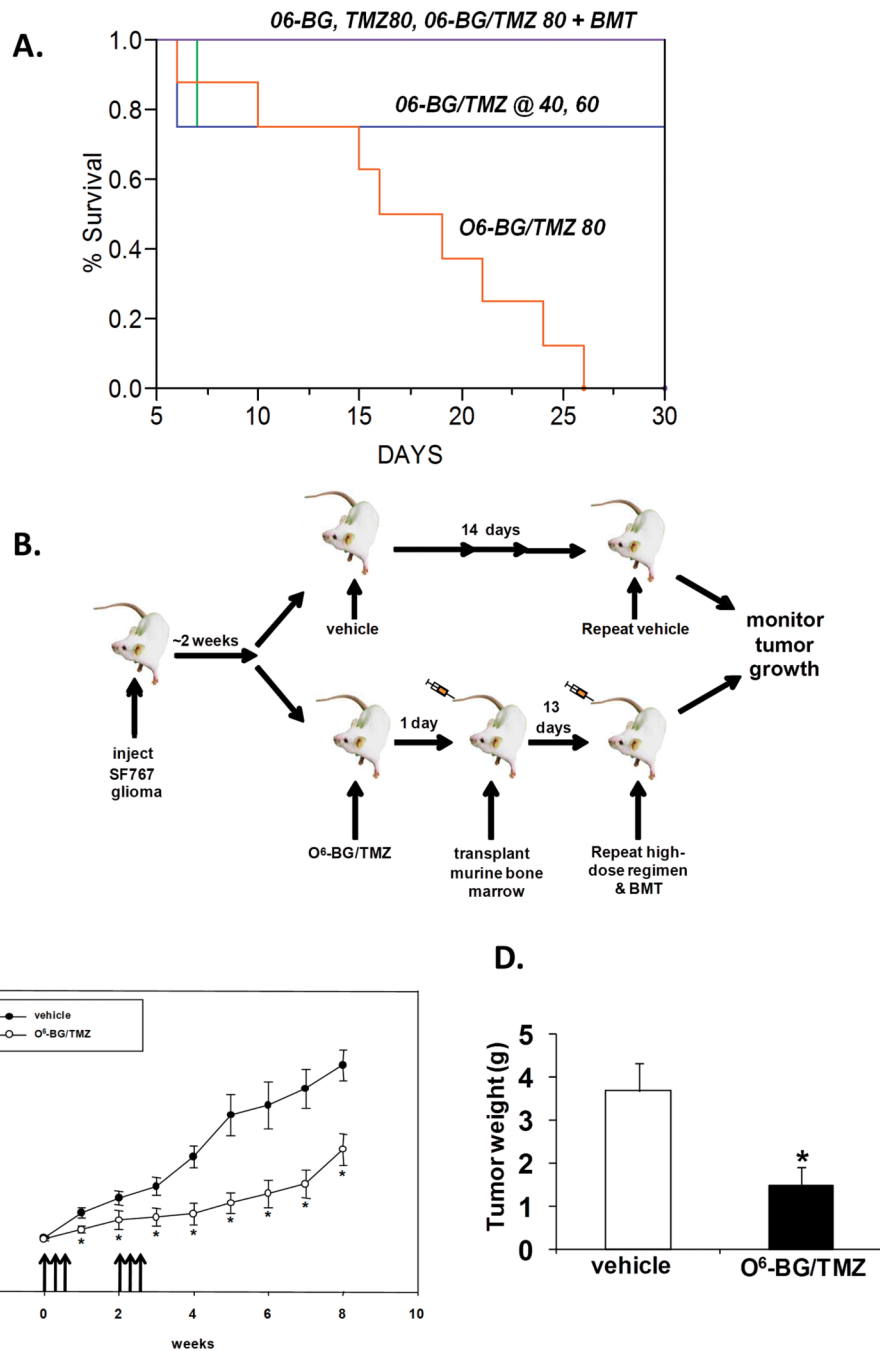 06-BG, TMZ80, 06-BG/TMZ 80 + BMT
A.
1.0
0.8
0.6
0.4
0.2
0.0
% Survival
06-BG/TMZ @ 40, 60
O6-BG/TMZ 80
5
10
15
20
25
30
DAYS
B.
14 days
vehicle
Repeat vehicle
~2 weeks
monitor
tumor
growth
1 day
13
days
inject
SF767
glioma
O⁶-BG/TMZ
transplant
murine bone
marrow
Repeat high-
dose regimen
& BMT
vehicle
O⁶-BG/TMZ
* * * * * * * *
0
2
4
6
8
10
weeks
D.
5
4
3
2
1
0
Tumor weight (g)
*
vehicle
O⁶-BG/TMZ